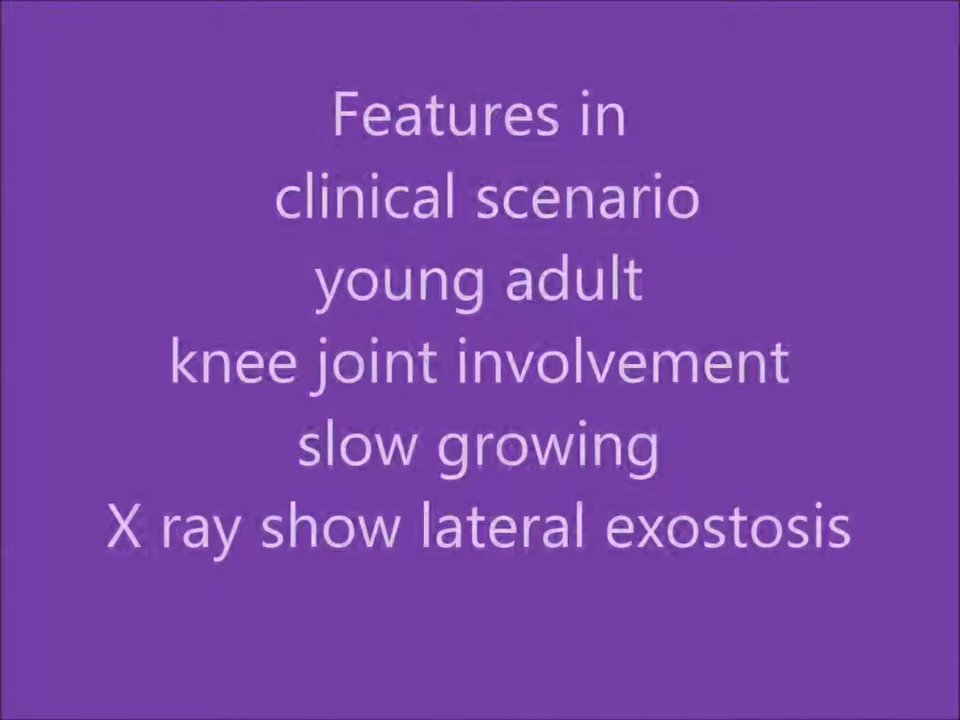 Features in
clinical scenario
young adult
knee joint involvement
slow growing
X ray show lateral exostosis